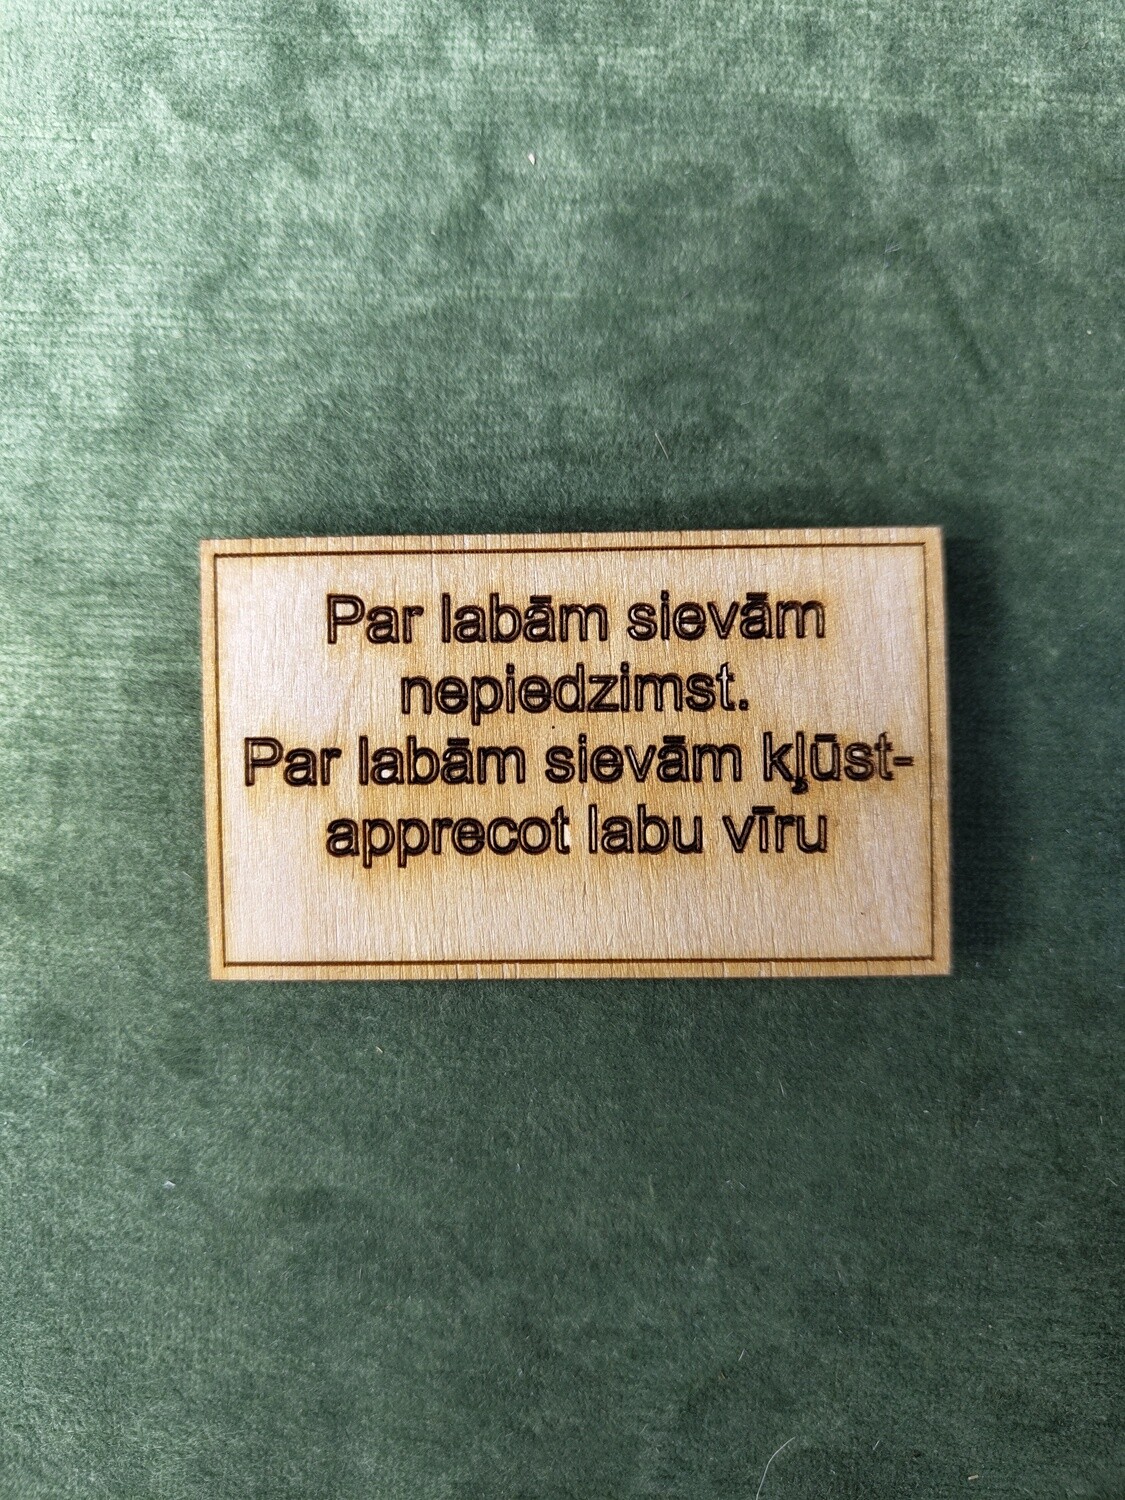 Par labām sievām
nepiedzimst.
Par labām sievām kļūst-
apprecot labu vīru